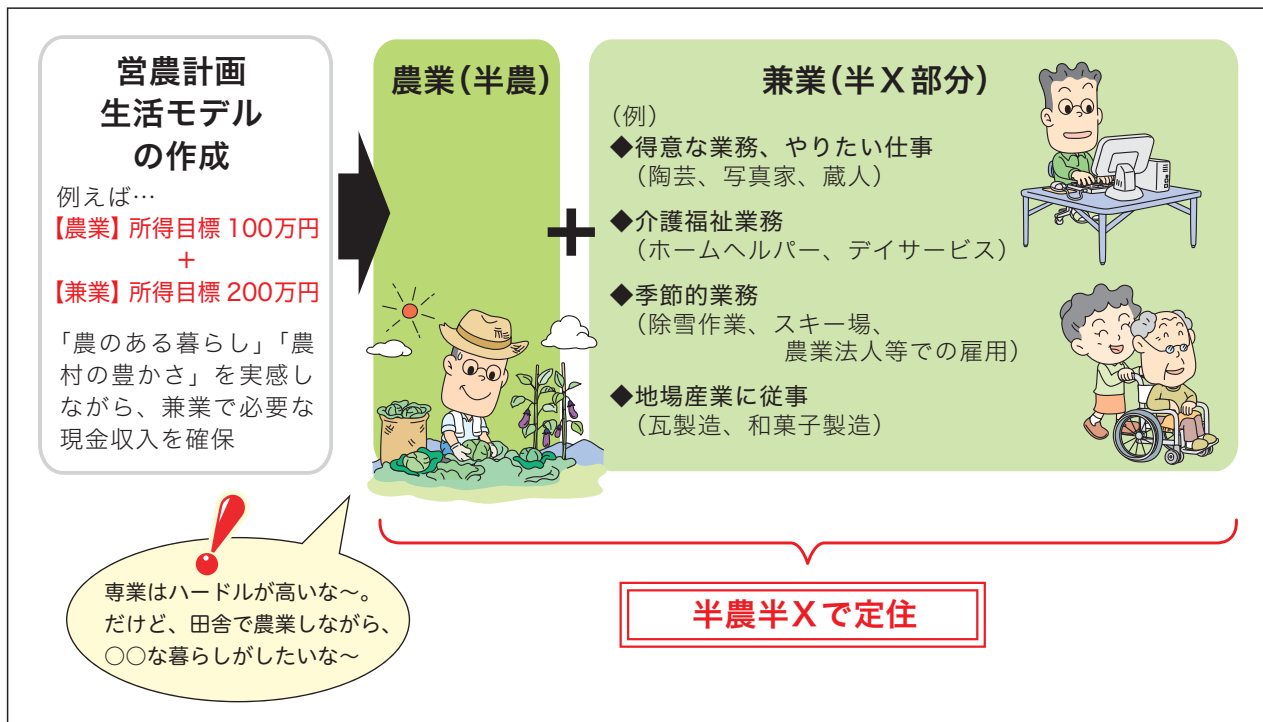 営農計画
生活モデル
の作成
例えば…
【農業】所得目標 100万円
+
【兼業】所得目標 200万円
「農のある暮らし」「農
村の豊かさ」を実感し
ながら、兼業で必要な
現金収入を確保
農業(半農)
+
兼業(半X部分)
(例)
◆得意な業務、やりたい仕事
(陶芸、写真家、蔵人)
◆介護福祉業務
(ホームヘルパー、デイサービス)
◆季節的業務
(除雪作業、スキー場、
農業法人等での雇用)
◆地場産業に従事
(瓦製造、和菓子製造)
専業はハードルが高いな〜。
だけど、田舎で農業しながら、
○○な暮らしがしたいな〜
半農半Xで定住